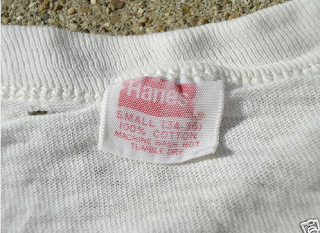 Hanes
SMALL (34-36)
100% COTTON
MACHINE WASH HOT
TUMBLE DRY